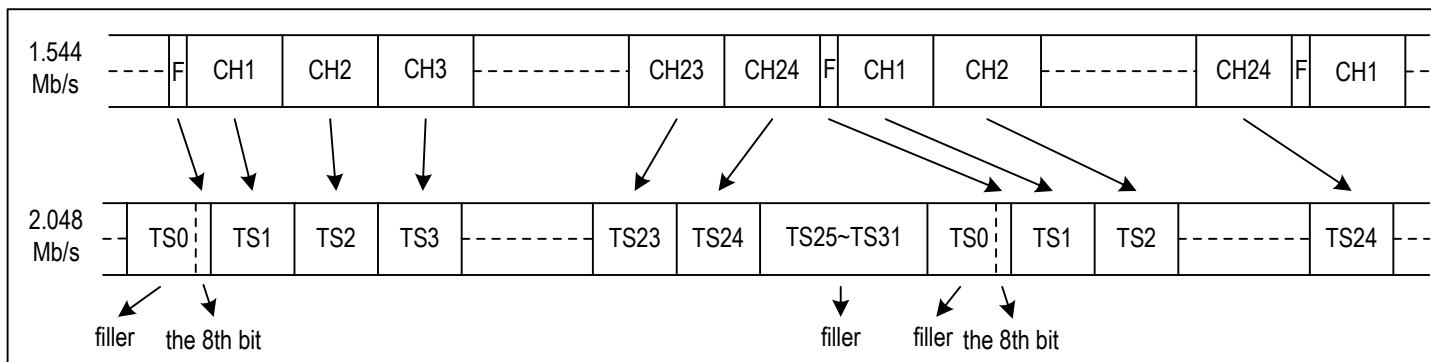 1.544
Mb/s
F CH1 CH2 CH3 CH23 CH24 F CH1 CH2 CH24 F CH1
2.048
Mb/s
TS0 TS1 TS2 TS3 TS23 TS24 TS25~TS31 TS0 TS1 TS2 TS24
filler the 8th bit filler filler the 8th bit